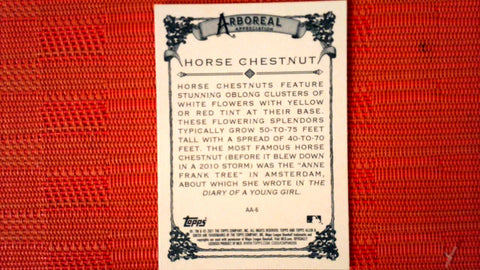 ARBOREAL
APPRECIATION
HORSE CHESTNUT
HORSE CHESTNUTS FEATURE
STUNNING OBLONG CLUSTERS OF
WHITE FLOWERS WITH YELLOW
OR RED TINT AT THEIR BASE.
THESE FLOWERING SPLENDORS
TYPICALLY GROW 50-TO-75 FEET
TALL WITH A SPREAD OF 40-TO-70
FEET. THE MOST FAMOUS HORSE
CHESTNUT (BEFORE IT BLEW DOWN
IN A 2010 STORM) WAS THE "ANNE
FRANK TREE" IN AMSTERDAM,
ABOUT WHICH SHE WROTE IN THE
DIARY OF A YOUNG GIRL.
AA-6
Topps